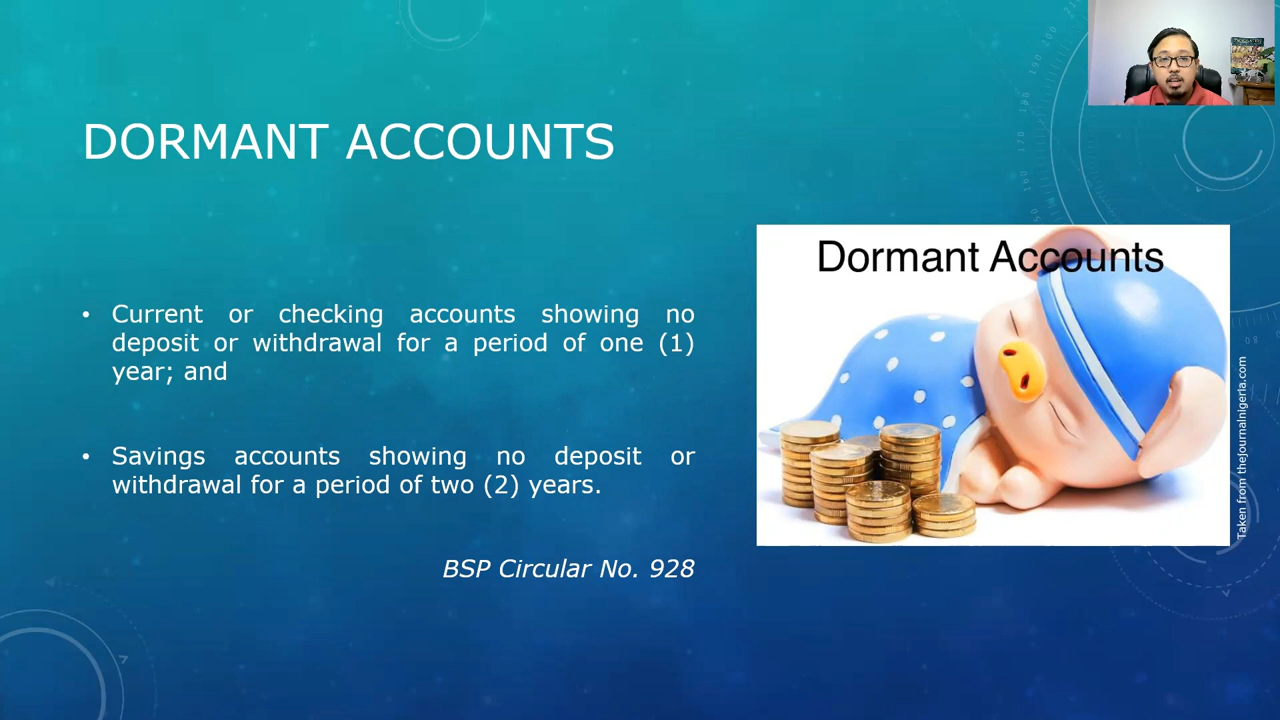 DORMANT ACCOUNTS
• Current or checking accounts showing no
deposit or withdrawal for a period of one (1)
year; and
• Savings accounts showing no deposit or
withdrawal for a period of two (2) years.
BSP Circular No. 928
Dormant Accounts
Taken from thejournalnigeria.com